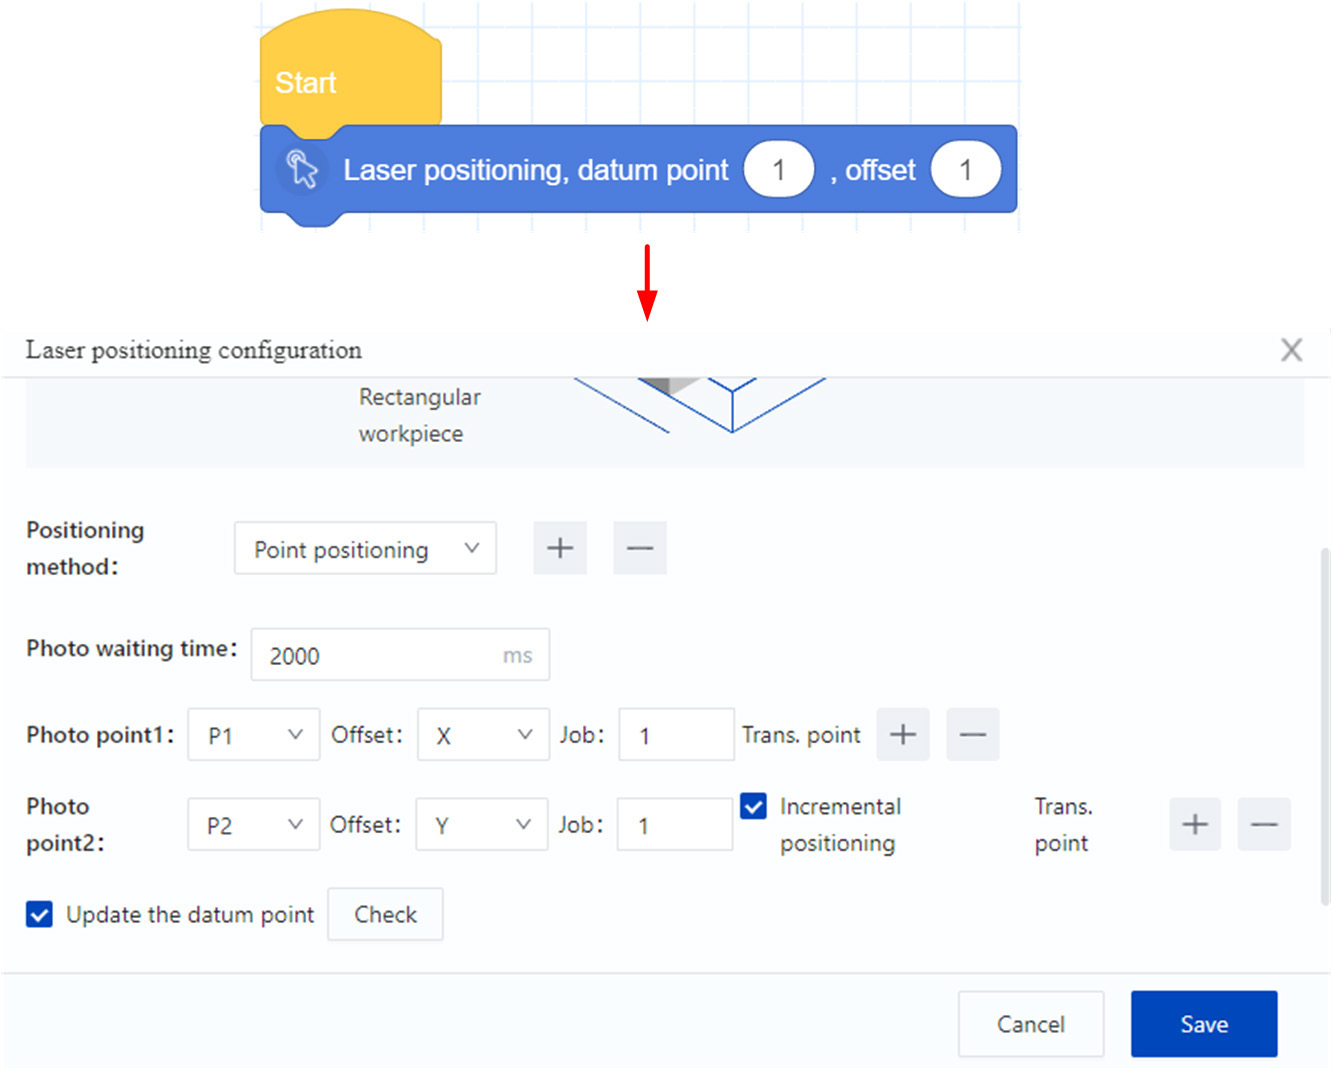 Start
Laser positioning, datum point 1 , offset 1
Laser positioning configuration
Rectangular
workpiece
Positioning
method:
Point positioning
Photo waiting time: 2000 ms
Photo point1: P1 Offset: X Job: 1 Trans. point
Photo
point2:
P2 Offset: Y Job: 1
Incremental
positioning
Trans.
point
Update the datum point Check
Cancel Save